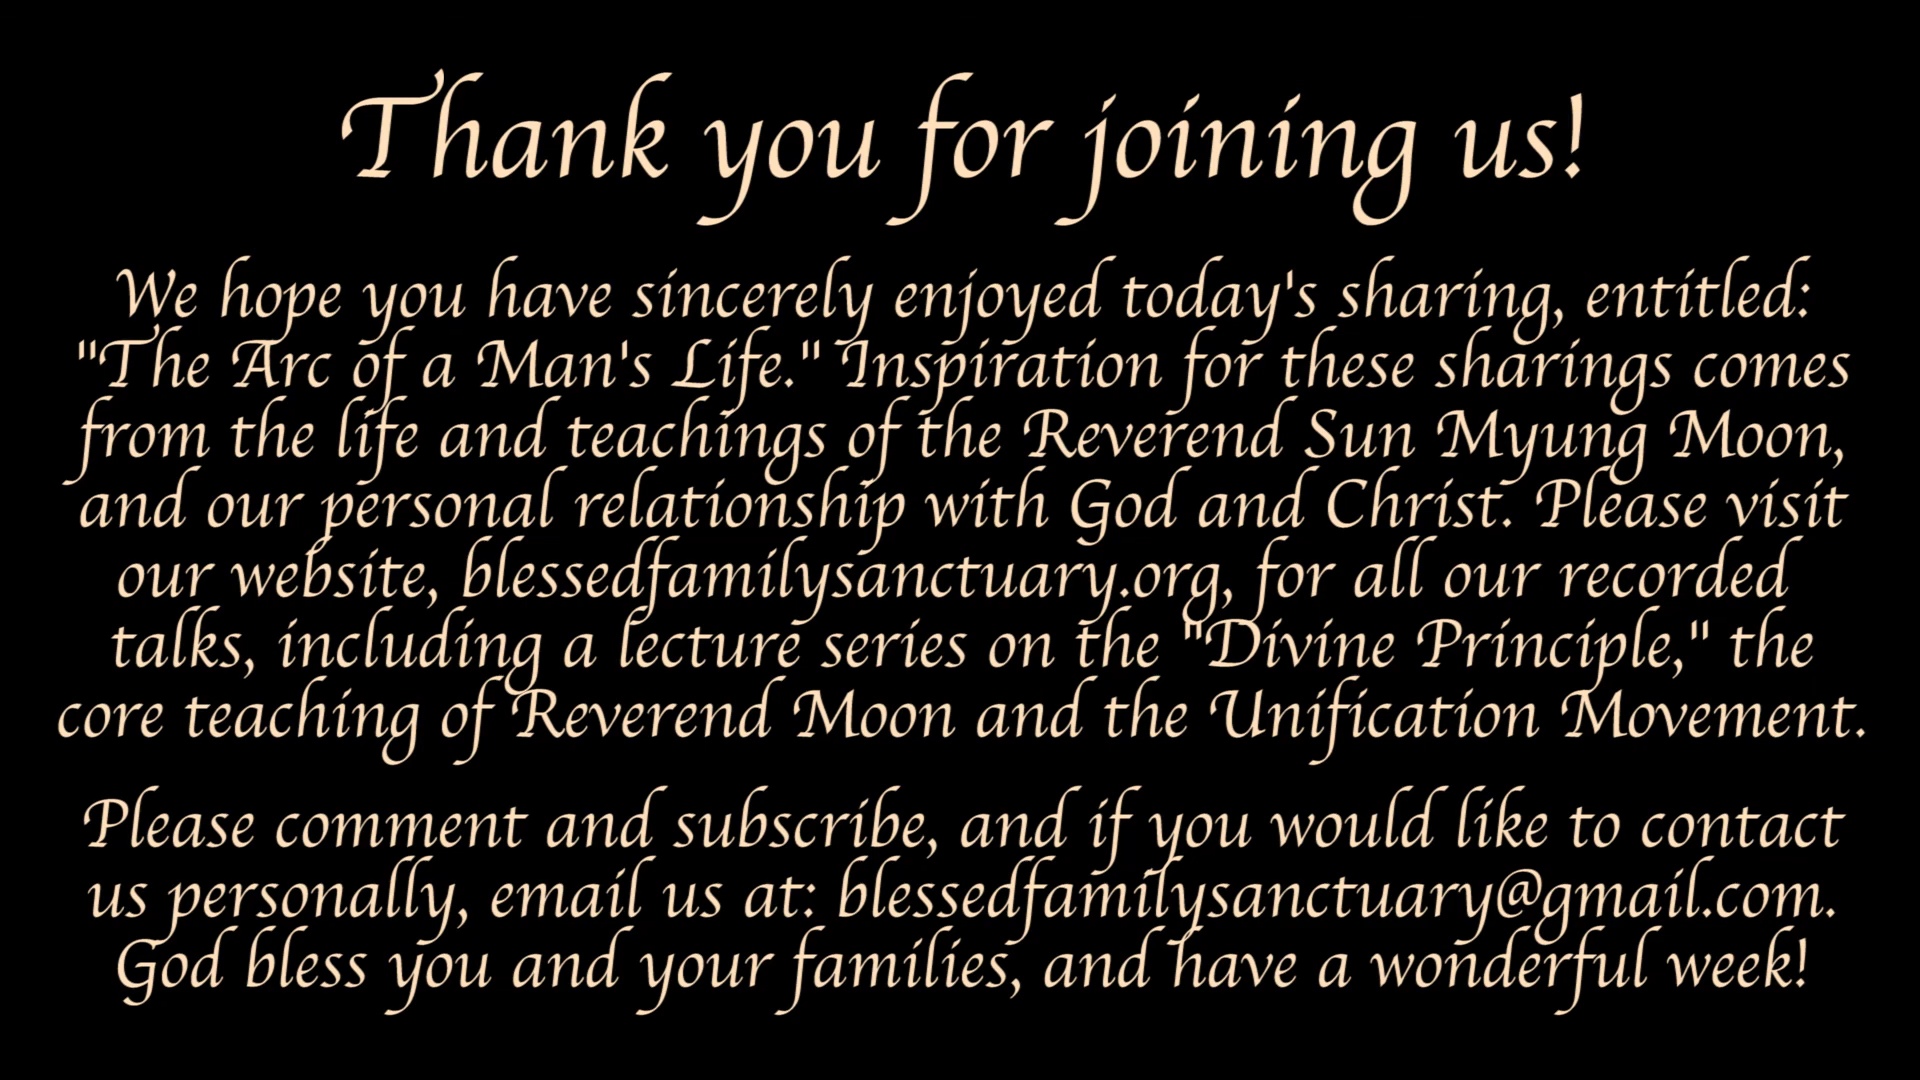 Thank you for joining us!
We hope you have sincerely enjoyed today's sharing, entitled:
"The Arc of a Man's Life." Inspiration for these sharings comes
from the life and teachings of the Reverend Sun Myung Moon,
and our personal relationship with God and Christ. Please visit
our website, blessedfamilysanctuary.org, for all our recorded
talks, including a lecture series on the "Divine Principle," the
core teaching of Reverend Moon and the Unification Movement.
Please comment and subscribe, and if you would like to contact
us personally, email us at: blessedfamilysanctuary@gmail.com.
God bless you and your families, and have a wonderful week!